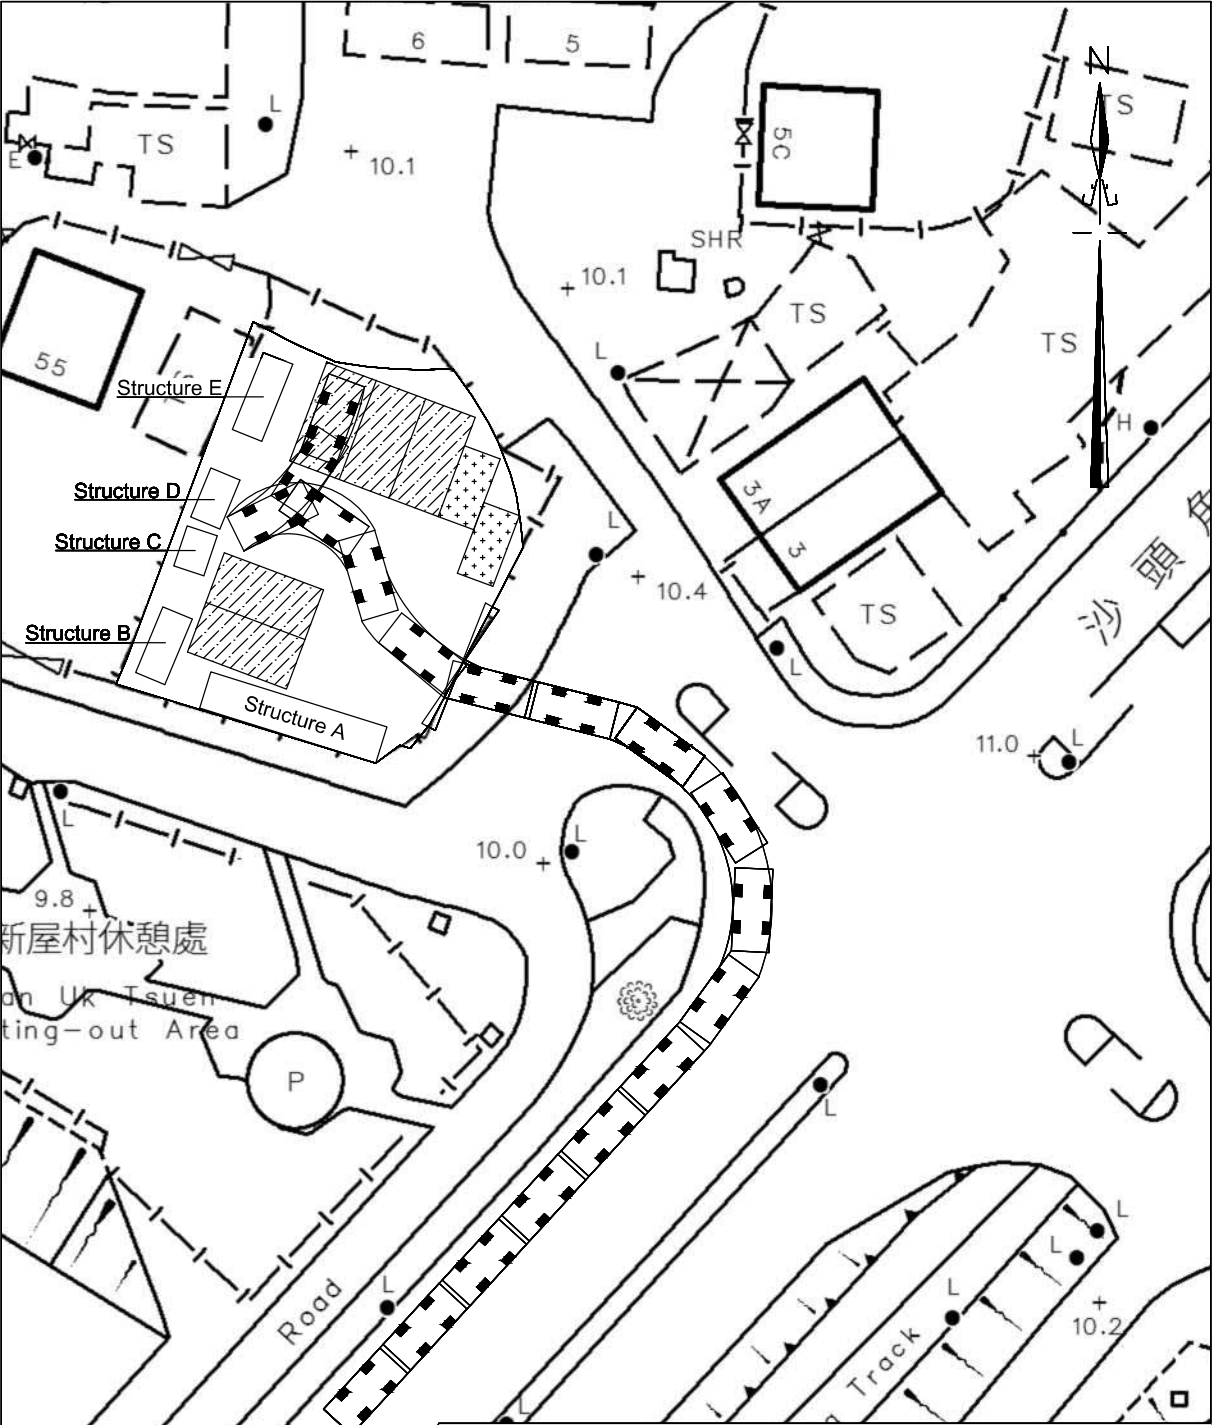 6
5
N
L
TS
TS
5C
E
10.1
SHR
10.1
TS
TS
L
55
Structure E
H
Structure D
3A
L
角
Structure C
3
頭
10.4
沙
TS
Structure B
L
Structure A
11.0
L
L
10.0
L
9.8
新屋村休憩處
an Uk Tsuen
ting-out Area
P
L
L
L
L
L
Road
10.2
Track
L